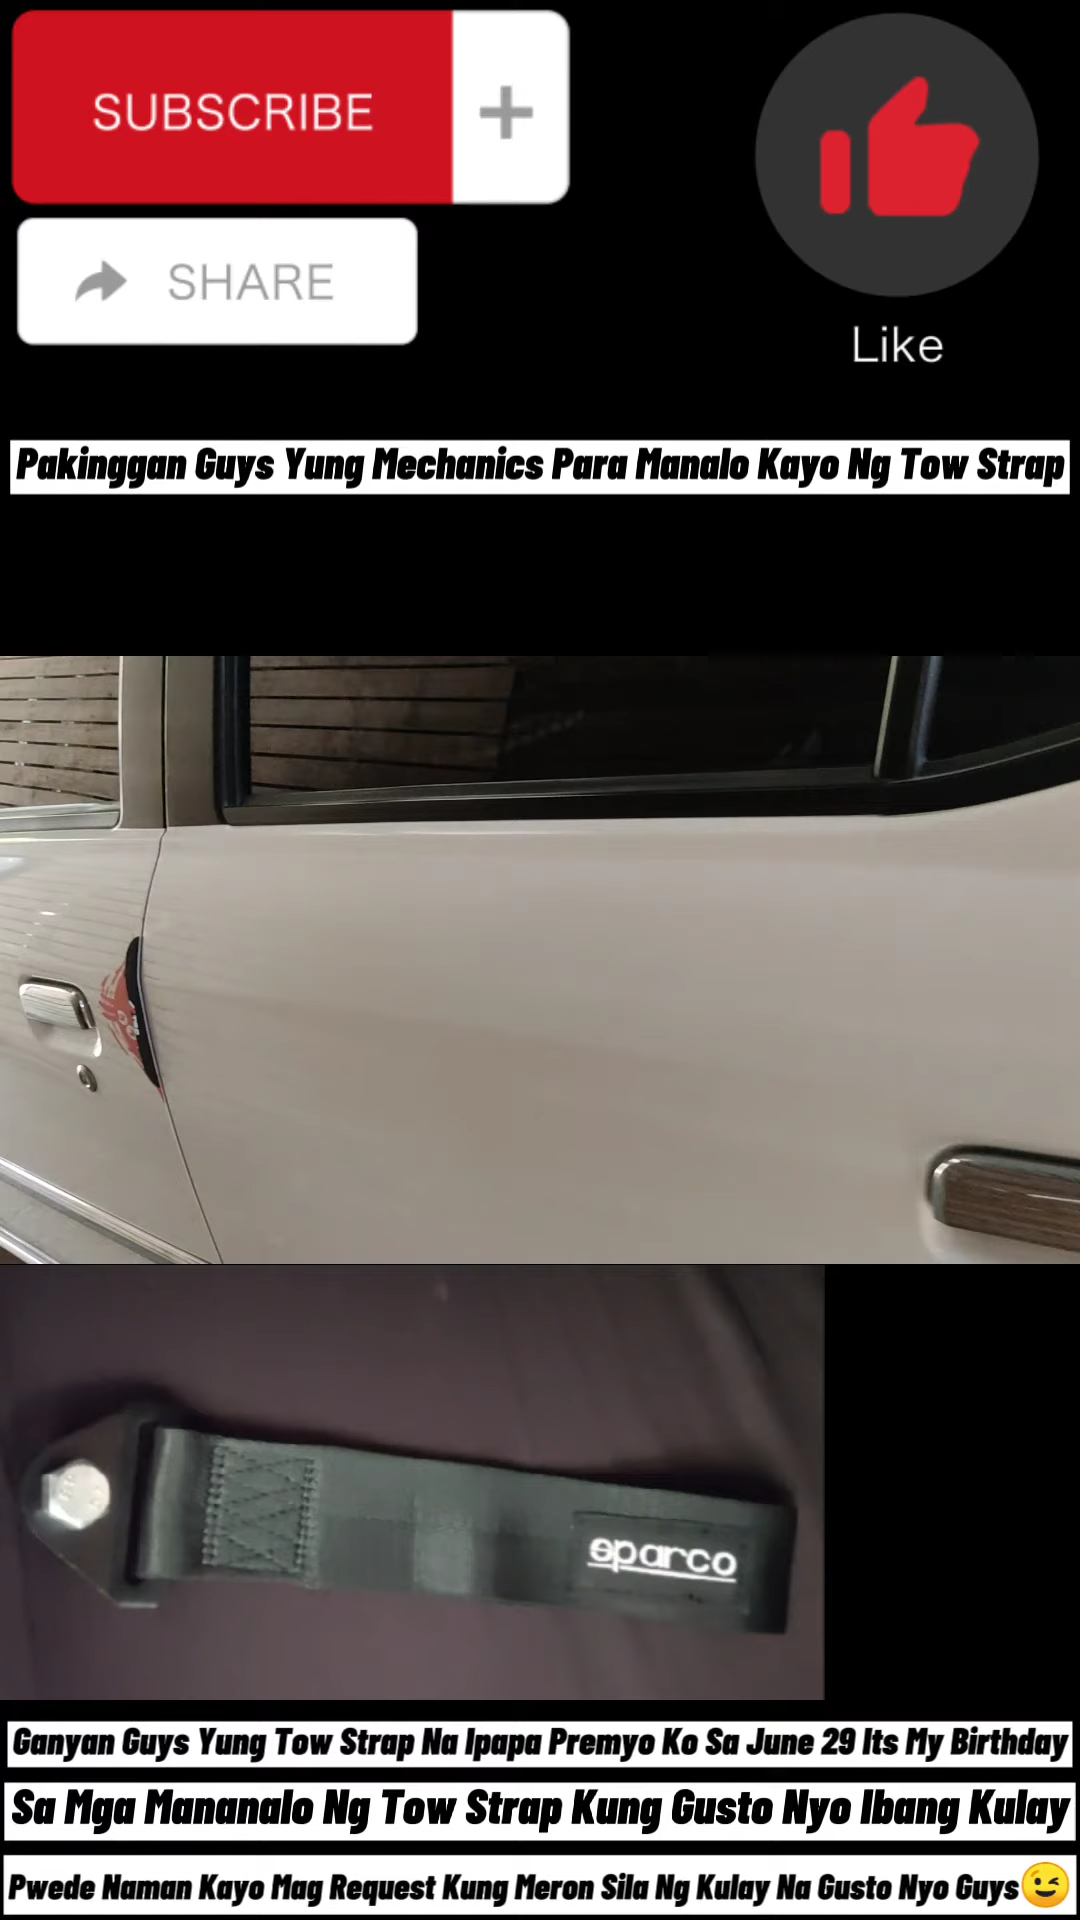 SUBSCRIBE
SHARE
Like
Pakinggan Guys Yung Mechanics Para Manalo Kayo Ng Tow Strap
sparco
Ganyan Guys Yung Tow Strap Na Ipapa Premyo Ko Sa June 29 Its My Birthday
Sa Mga Mananalo Ng Tow Strap Kung Gusto Nyo Ibang Kulay
Pwede Naman Kayo Mag Request Kung Meron Sila Ng Kulay Na Gusto Nyo Guys😉